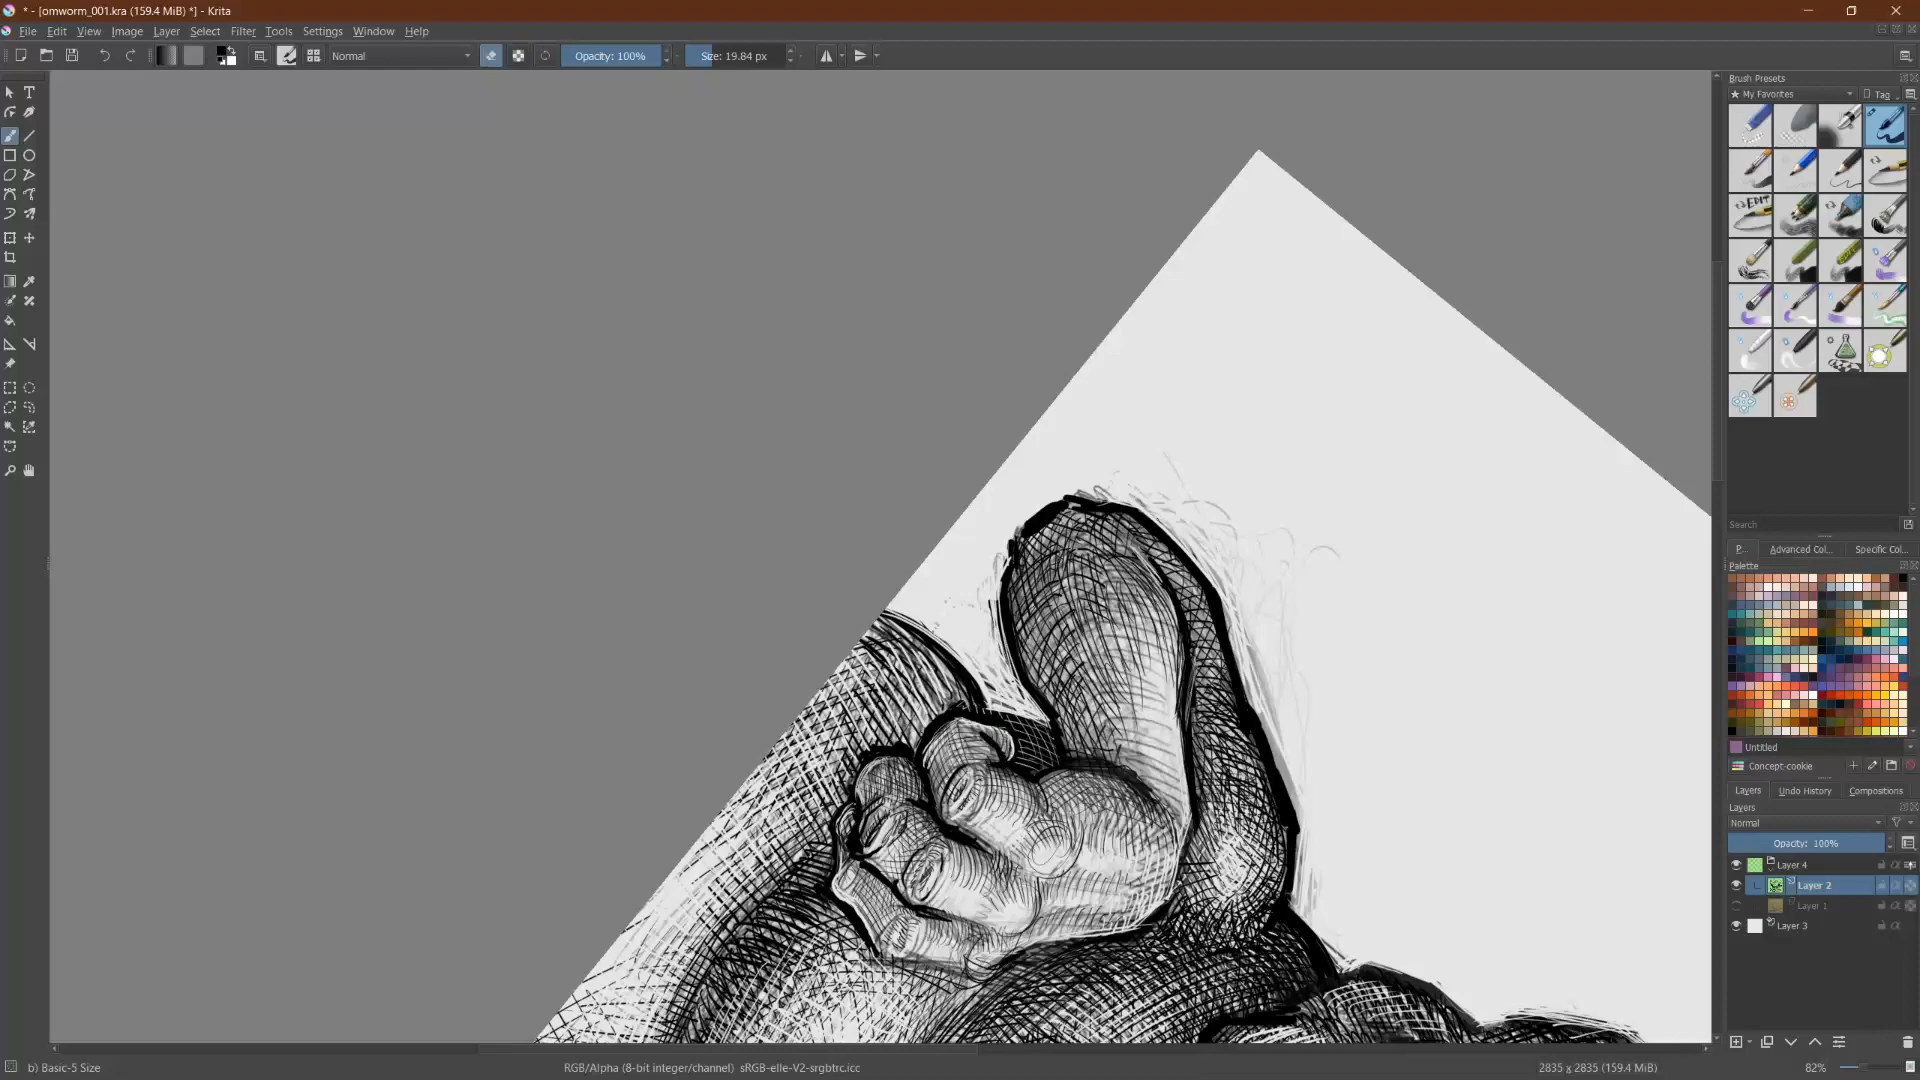 * - [omworm_001.kra (159.4 MiB) *] - Krita
File Edit View Image Layer Select Filter Tools Settings Window Help
Normal
Opacity: 100%
Size: 19.84 px
Brush Presets
My Favorites
Tag
EDIT
Search
P...
Advanced Col...
Specific Col...
Palette
Untitled
Concept-cookie
Layers
Undo History
Compositions
Layers
Normal
Opacity: 100%
Layer 4
Layer 2
Layer 1
Layer 3
b) Basic-5 Size
RGB/Alpha (8-bit integer/channel) sRGB-elle-V2-srgbtrc.icc
2835 x 2835 (159.4 MiB)
82%